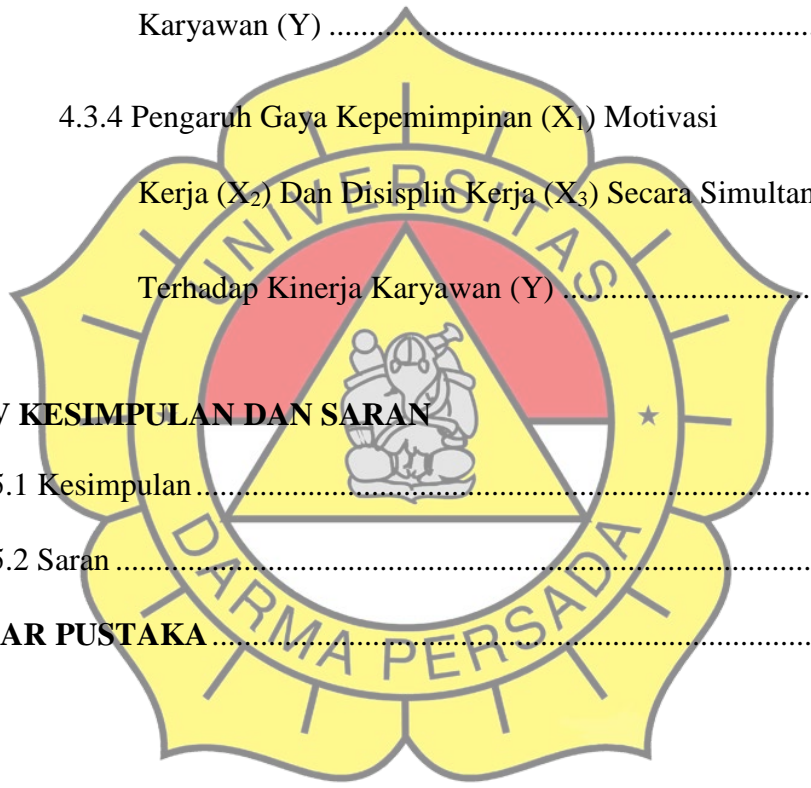 Karyawan (Y) ..........................................................
4.3.4 Pengaruh Gaya Kepemimpinan (X₁) Motivasi
Kerja (X₂) Dan Disisplin Kerja (X₃) Secara Simultan
Terhadap Kinerja Karyawan (Y) ..............................
V KESIMPULAN DAN SARAN
5.1 Kesimpulan ..........................................................................
5.2 Saran ....................................................................................
AR PUSTAKA ........................................................................
UNIVERSITAS
DARMA PERSADA